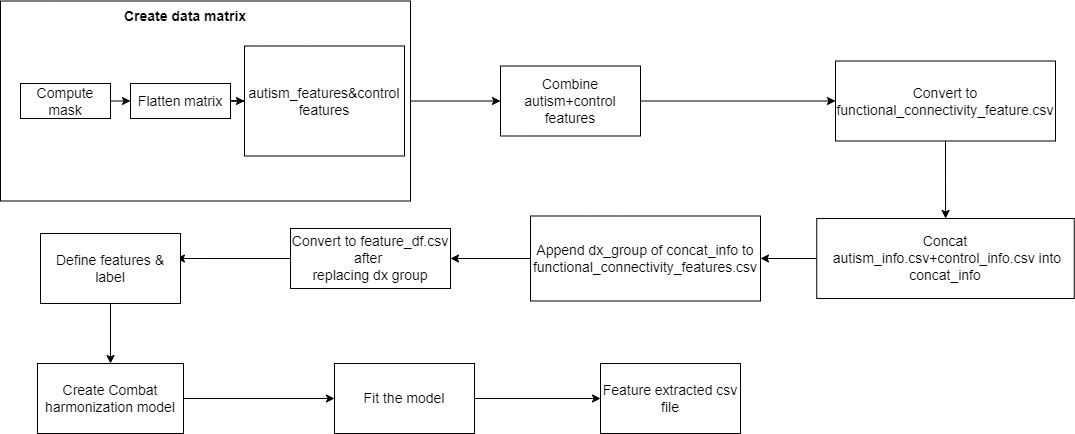 Create data matrix
Compute
mask
Flatten matrix
autism_features&control
features
Combine
autism+control
features
Convert to
functional_connectivity_feature.csv
Concat
autism_info.csv+control_info.csv into
concat_info
Append dx_group of concat_info to
functional_connectivity_features.csv
Convert to feature_df.csv
after
replacing dx group
Define features &
label
Create Combat
harmonization model
Fit the model
Feature extracted csv
file